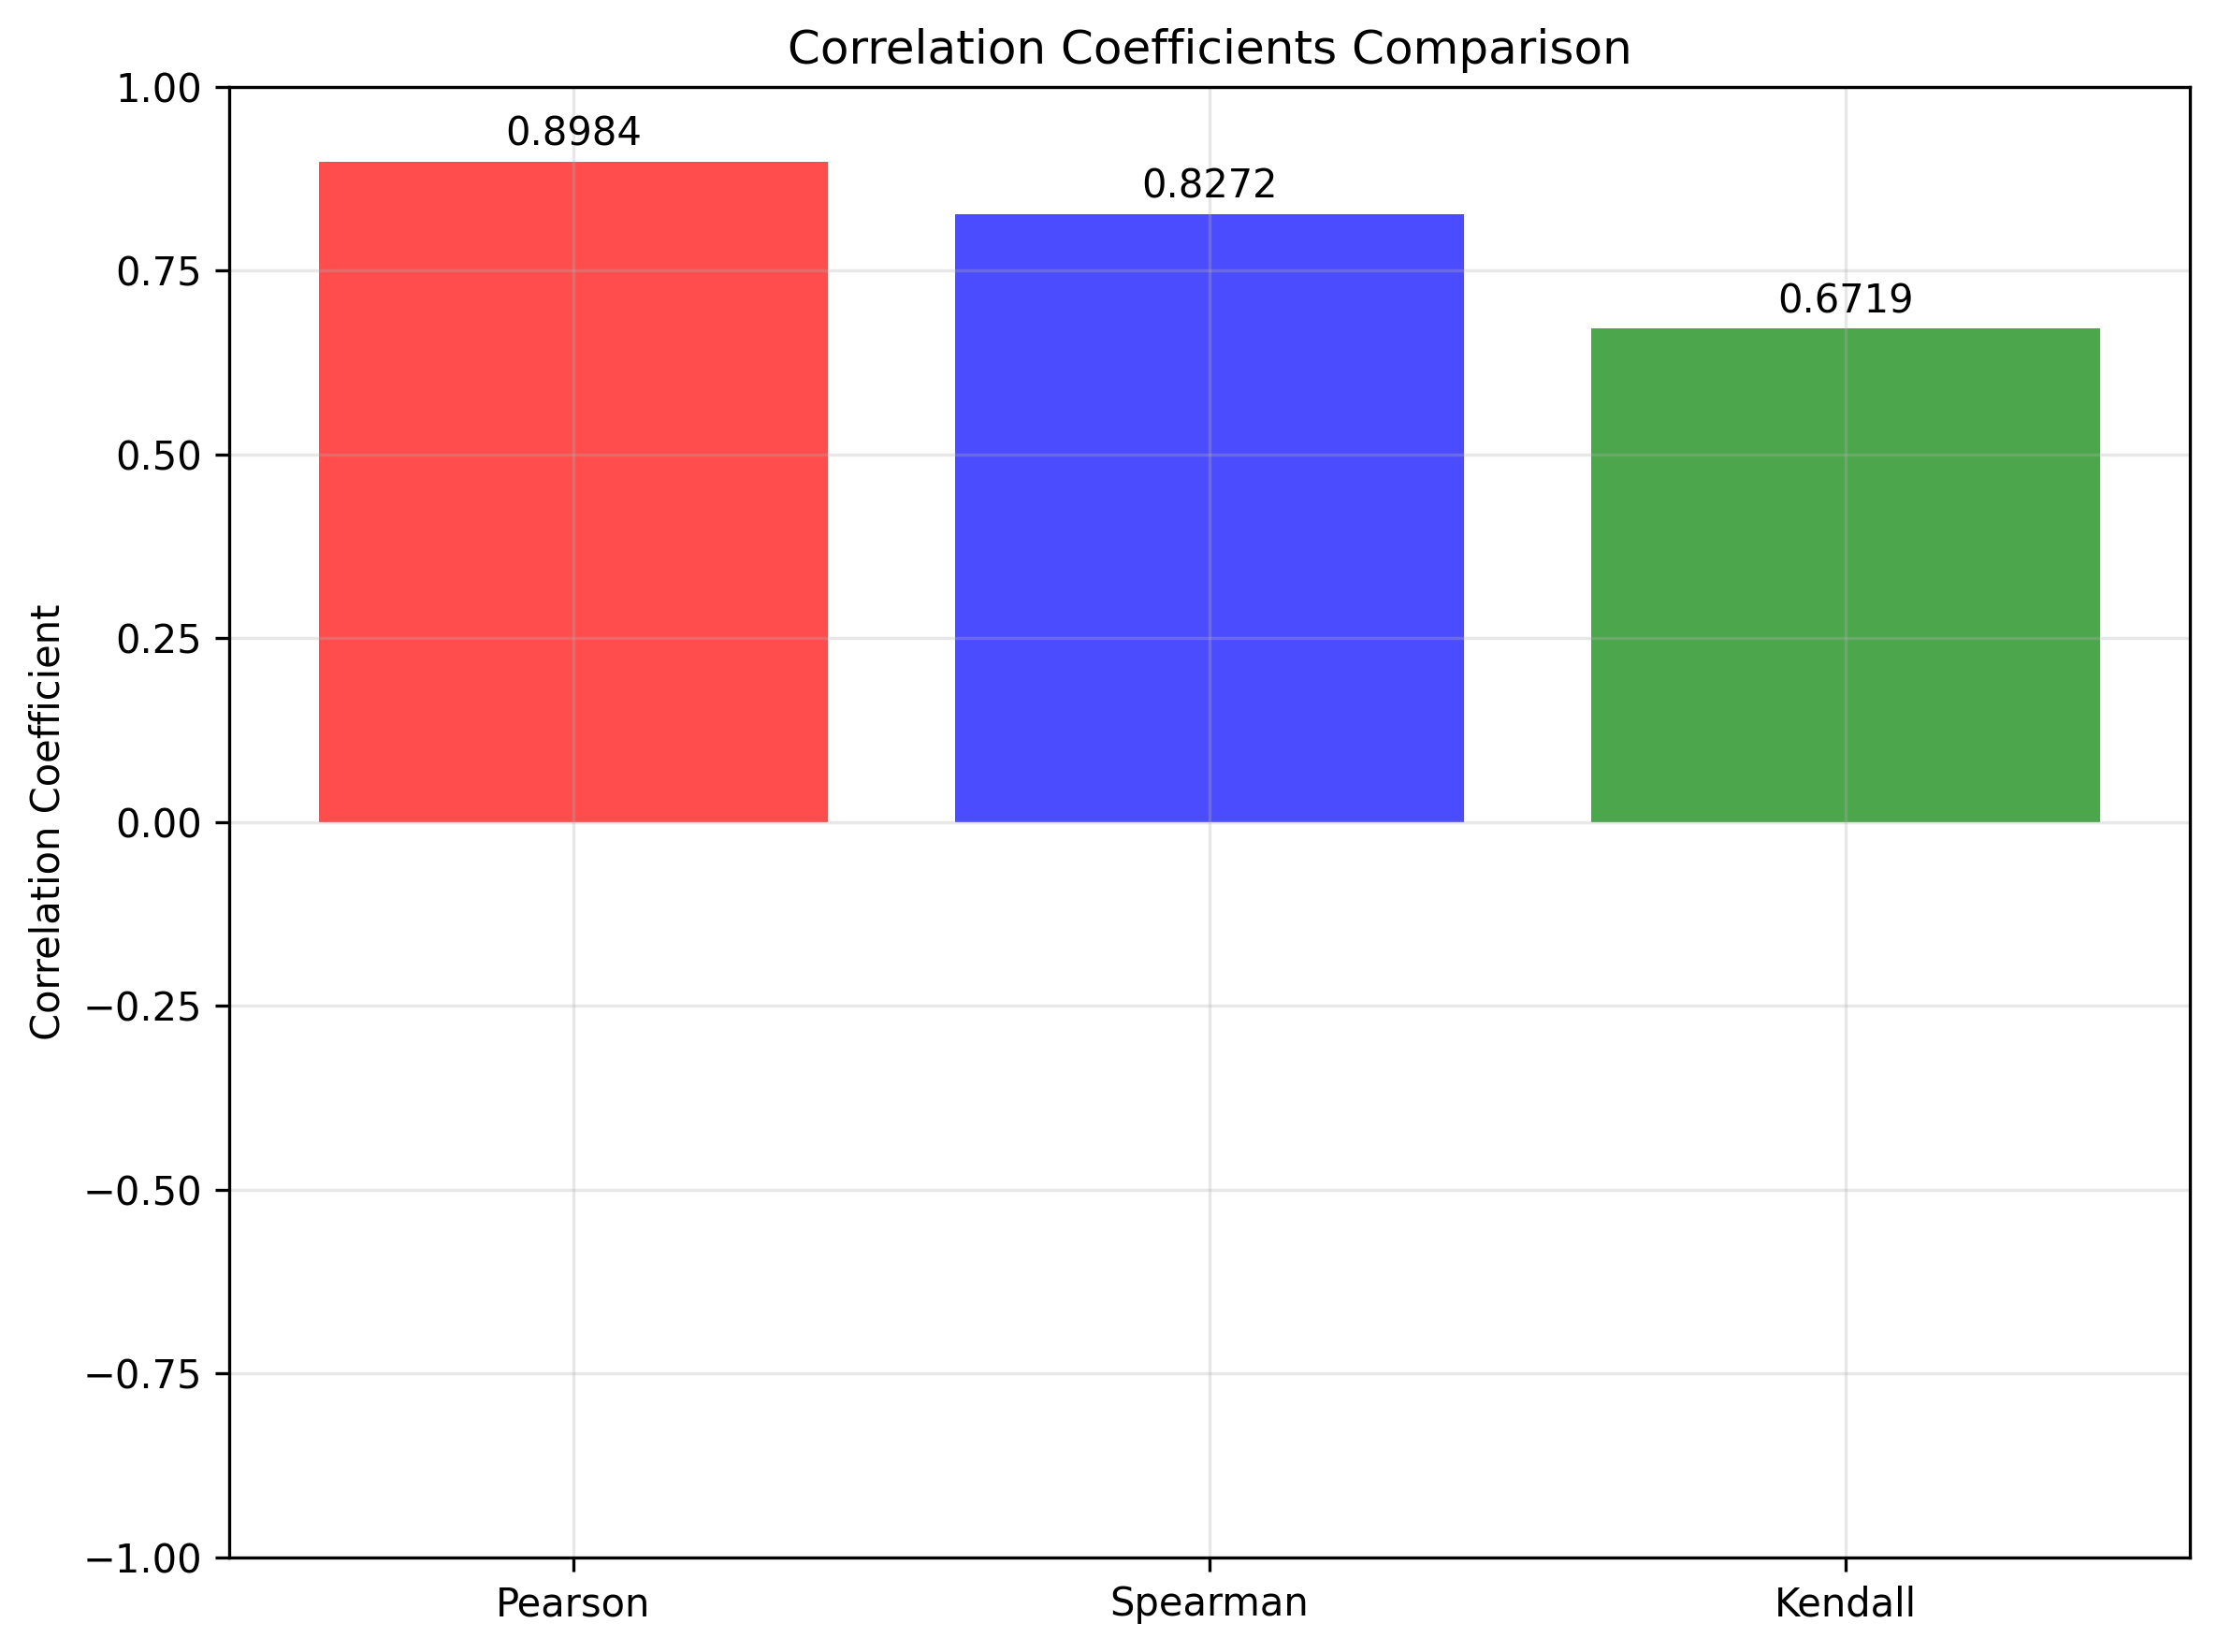 Correlation Coefficients Comparison
1.00
0.75
0.50
0.25
0.00
−0.25
−0.50
−0.75
−1.00
Correlation Coefficient
0.8984
0.8272
0.6719
Pearson
Spearman
Kendall